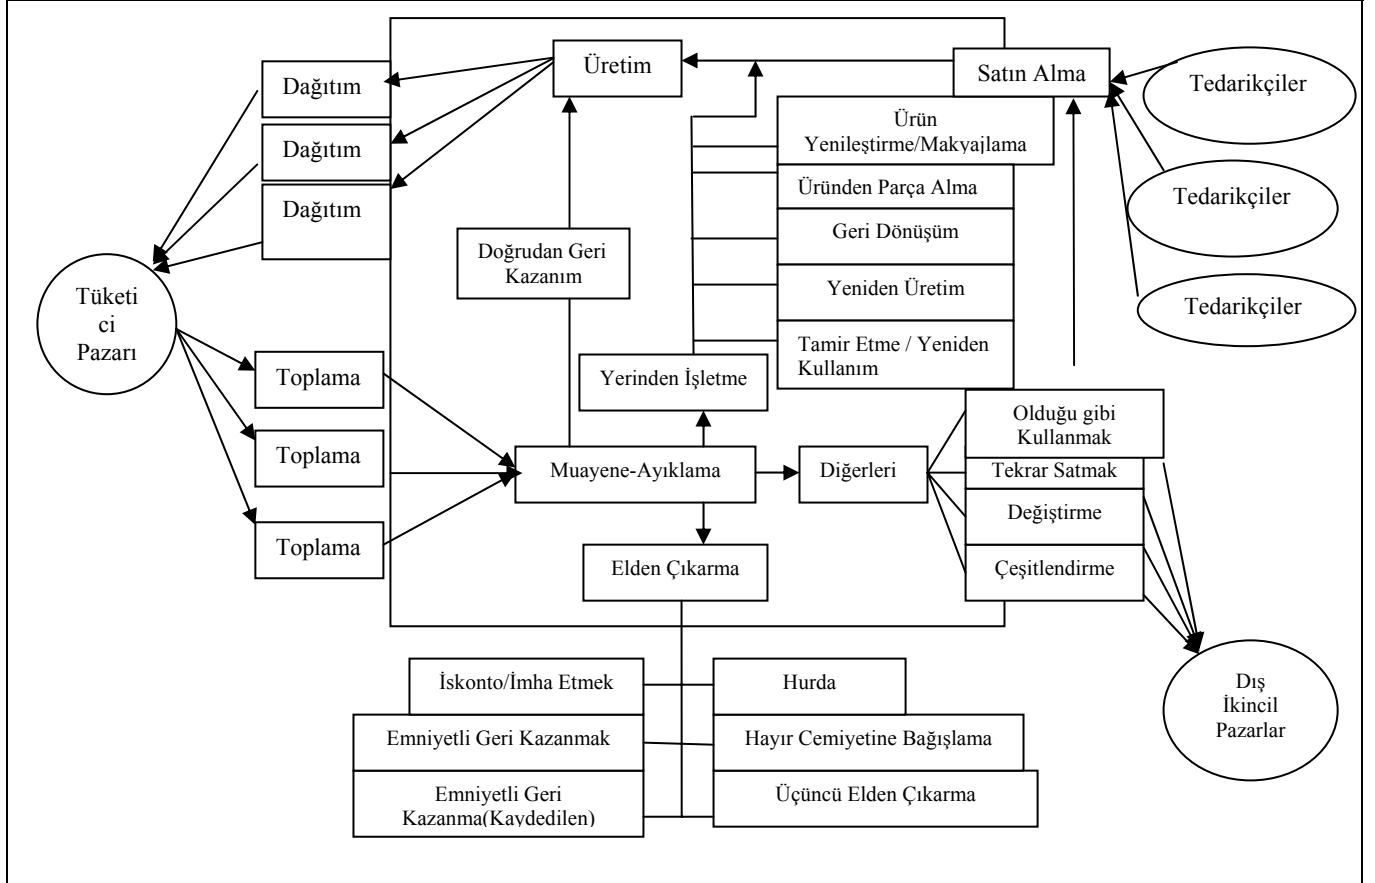 Üretim
Satın Alma
Tedarikçiler
Dağıtım
Ürün
Yenileştirme/Makyajlama
Dağıtım
Üründen Parça Alma
Tedarikçiler
Dağıtım
Geri Dönüşüm
Doğrudan Geri
Kazanım
Yeniden Üretim
Tedarikçiler
Tüketi
ci
Pazarı
Tamir Etme / Yeniden
Kullanım
Toplama
Yerinden İşletme
Olduğu gibi
Kullanmak
Toplama
Muayene-Ayıklama
Diğerleri
Tekrar Satmak
Değiştirme
Toplama
Elden Çıkarma
Çeşitlendirme
İskonto/İmha Etmek
Hurda
Dış
İkincil
Pazarlar
Emniyetli Geri Kazanmak
Hayır Cemiyetine Bağışlama
Emniyetli Geri
Kazanma(Kaydedilen)
Üçüncü Elden Çıkarma